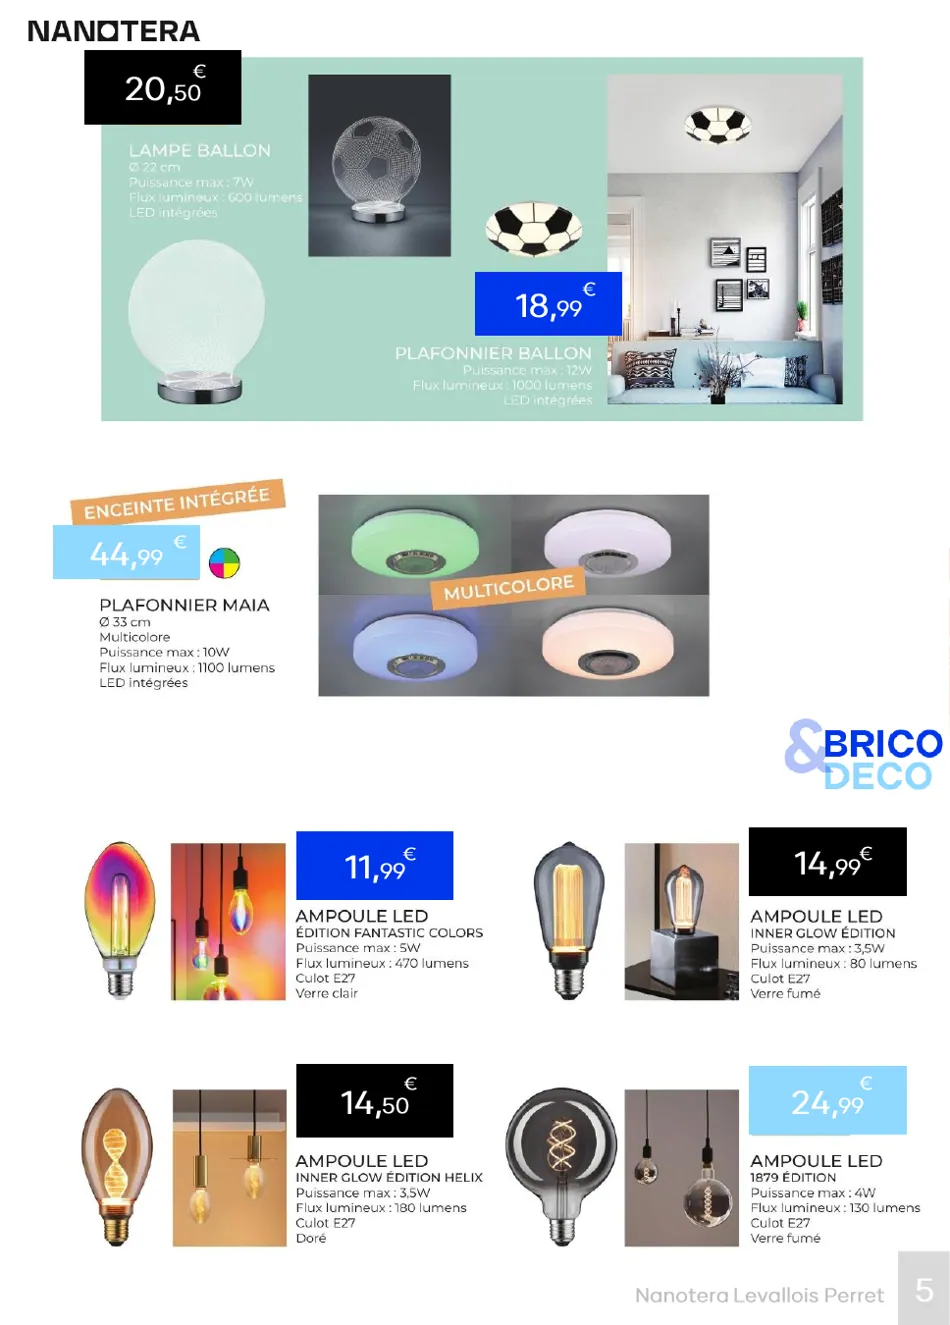 NANOTERA
20,50€
LAMPE BALLON
Ø 22 cm
Puissance max : 7W
Flux lumineux : 600 lumens
LED intégrées
18,99€
PLAFONNIER BALLON
Puissance max : 12W
Flux lumineux : 1000 lumens
LED intégrées
ENCEINTE INTÉGRÉE
44,99€
PLAFONNIER MAIA
Ø 33 cm
Multicolore
Puissance max : 10W
Flux lumineux : 1100 lumens
LED intégrées
MULTICOLORE
&BRICO
DECO
11,99€
AMPOULE LED
ÉDITION FANTASTIC COLORS
Puissance max : 5W
Flux lumineux : 470 lumens
Culot E27
Verre clair
14,99€
AMPOULE LED
INNER GLOW ÉDITION
Puissance max : 3,5W
Flux lumineux : 80 lumens
Culot E27
Verre fumé
14,50€
AMPOULE LED
INNER GLOW ÉDITION HELIX
Puissance max : 3,5W
Flux lumineux : 180 lumens
Culot E27
Doré
24,99€
AMPOULE LED
1879 ÉDITION
Puissance max : 4W
Flux lumineux : 130 lumens
Culot E27
Verre fumé
Nanotera Levallois Perret
5